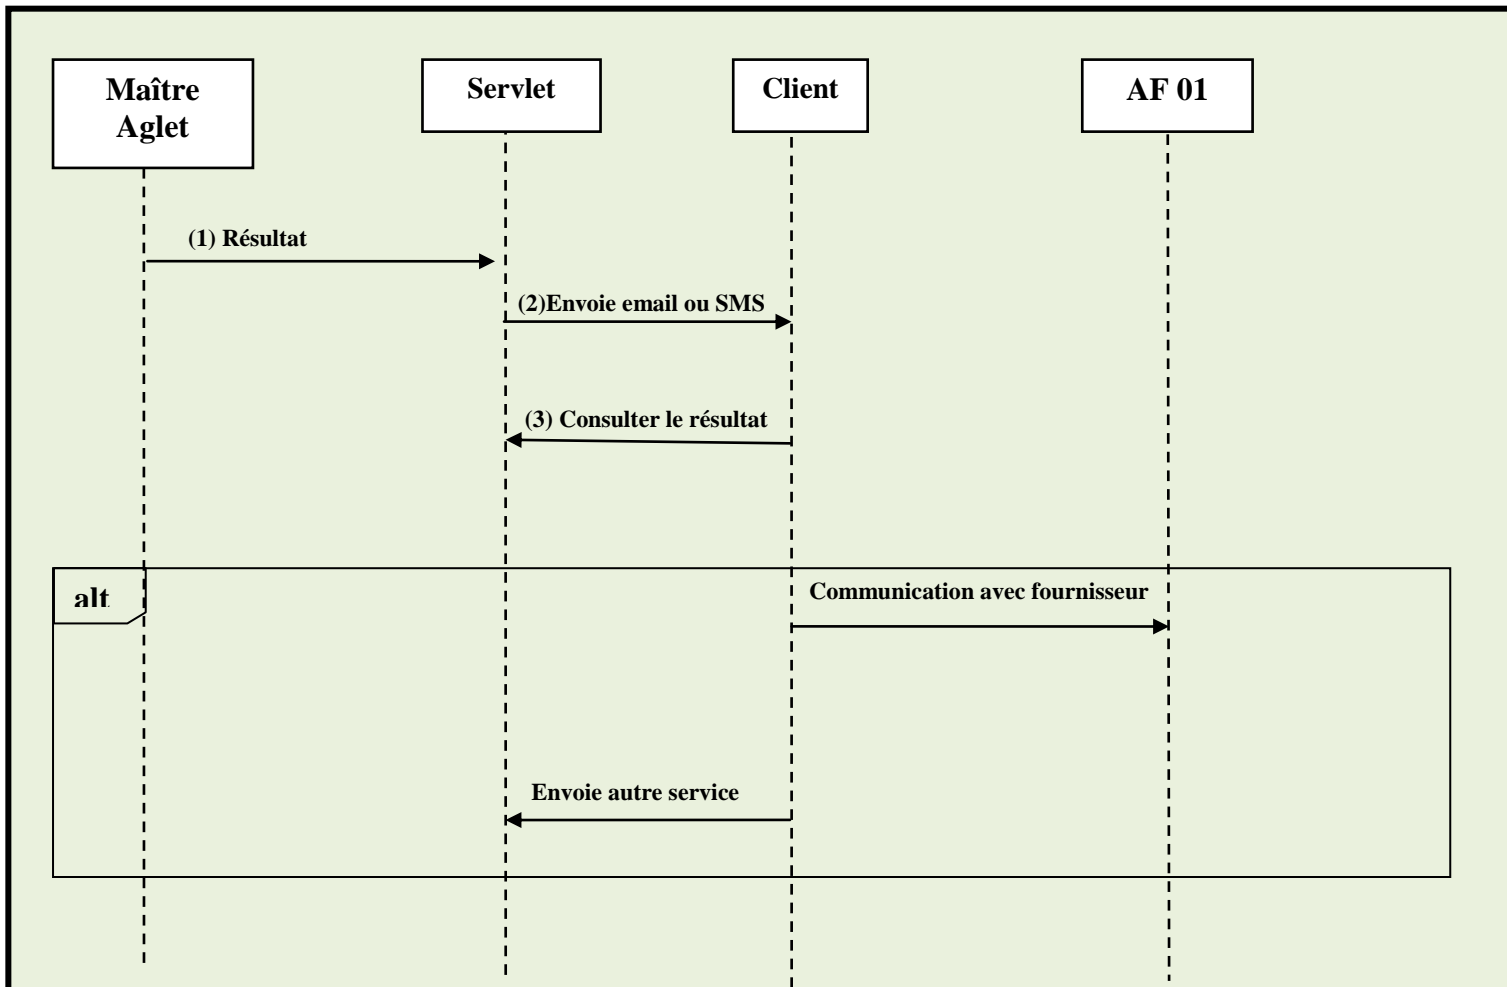 Maître
Aglet
Servlet
Client
AF 01
(1) Résultat
(2)Envoie email ou SMS
(3) Consulter le résultat
alt.
Communication avec fournisseur
Envoie autre service